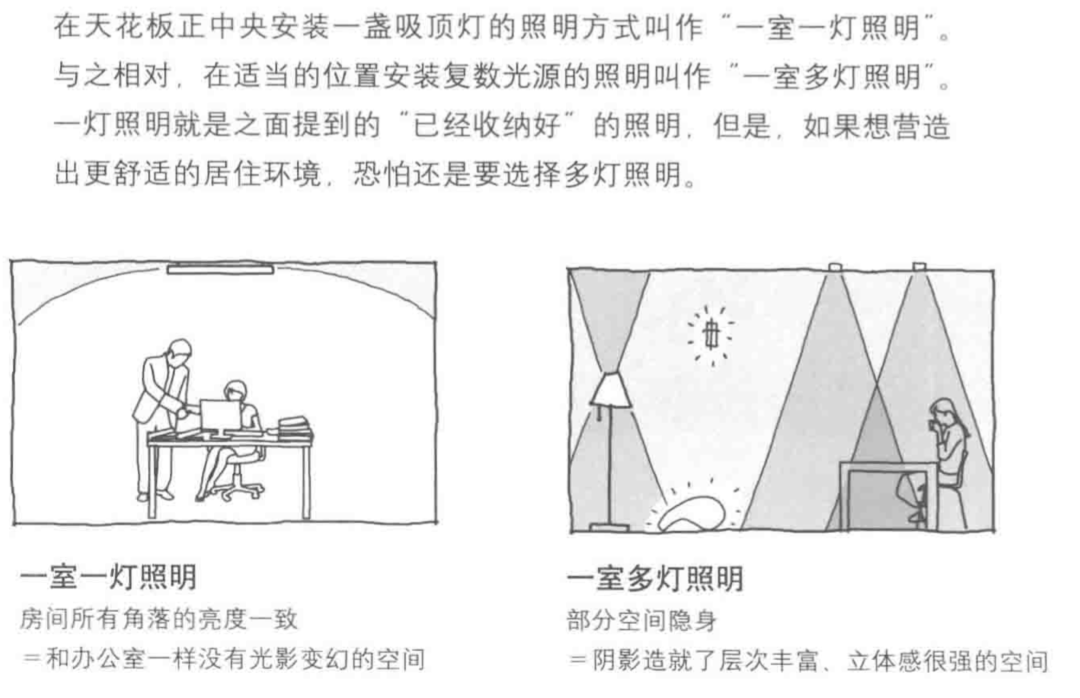 在天花板正中央安装一盏吸顶灯的照明方式叫作“一室一灯照明”。
与之相对，在适当的位置安装复数光源的照明叫作“一室多灯照明”。
一灯照明就是之面提到的“已经收纳好”的照明，但是，如果想营造
出更舒适的居住环境，恐怕还是要选择多灯照明。
一室一灯照明
房间所有角落的亮度一致
＝和办公室一样没有光影变幻的空间
一室多灯照明
部分空间隐身
＝阴影造就了层次丰富、立体感很强的空间